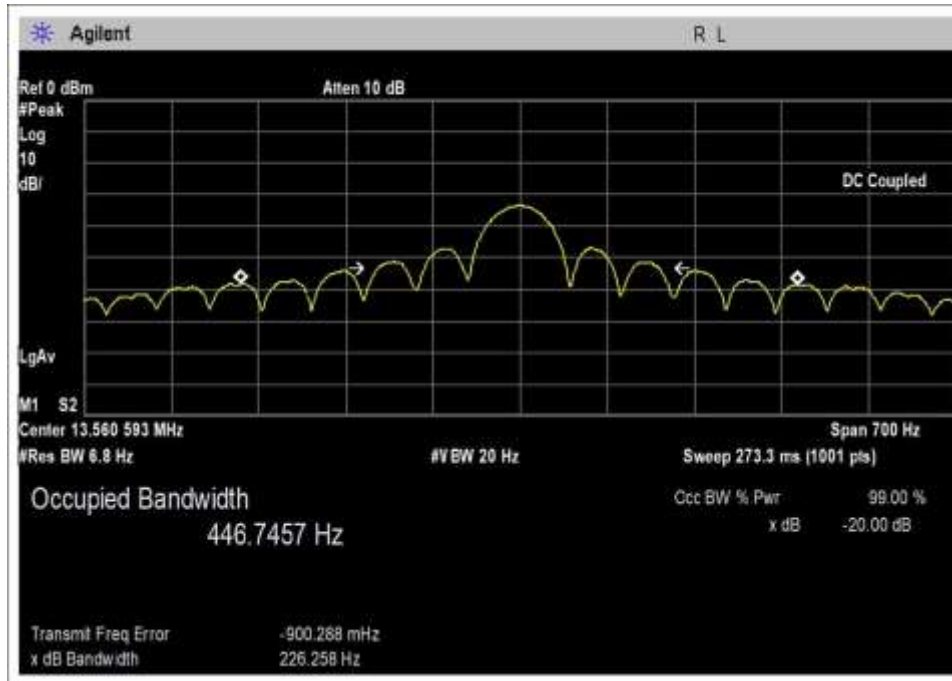 Agilent R L
Ref 0 dBm Atten 10 dB
#Peak
Log
10
dB/
DC Coupled
LgAv
M1 S2
Center 13.560 593 MHz Span 700 Hz
#Res BW 6.8 Hz #VBW 20 Hz Sweep 273.3 ms (1001 pts)
Occupied Bandwidth Occ BW % Pwr 99.00 %
446.7457 Hz x dB -20.00 dB
Transmit Freq Error -900.288 mHz
x dB Bandwidth 226.258 Hz